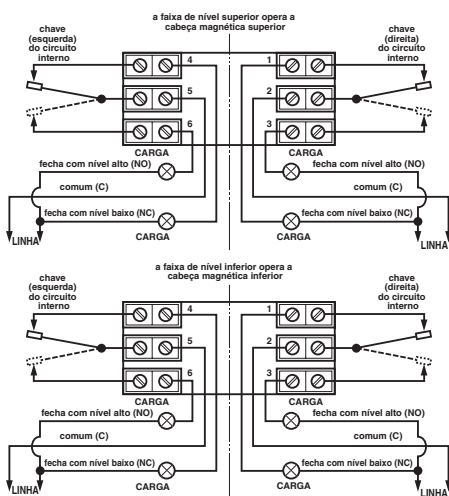 a faixa de nível superior opera a
cabeça magnética superior
chave
(esquerda)
do circuito
interno
chave
(direita)
do circuito
interno
4
1
5
2
6
3
CARGA
CARGA
fecha com nível alto (NO)
fecha com nível alto (NO)
comum (C)
comum (C)
fecha com nível baixo (NC)
fecha com nível baixo (NC)
LINHA
CARGA
CARGA
LINHA
a faixa de nível inferior opera a
cabeça magnética inferior
chave
(esquerda)
do circuito
interno
chave
(direita)
do circuito
interno
4
1
5
2
6
3
CARGA
CARGA
fecha com nível alto (NO)
fecha com nível alto (NO)
comum (C)
comum (C)
fecha com nível baixo (NC)
fecha com nível baixo (NC)
LINHA
CARGA
CARGA
LINHA